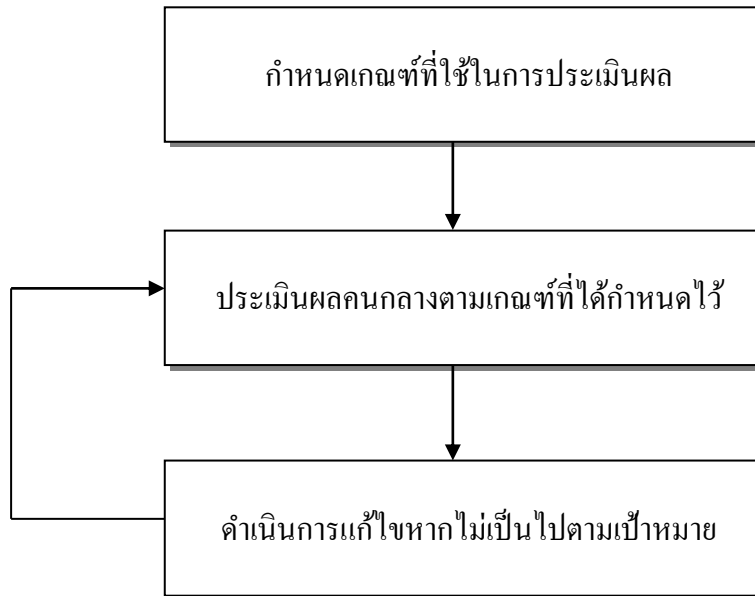 กำหนดเกณฑ์ที่ใช้ในการประเมินผล
ประเมินผลคนกลางตามเกณฑ์ที่ได้กำหนดไว้
ดำเนินการแก้ไขหากไม่เป็นไปตามเป้าหมาย